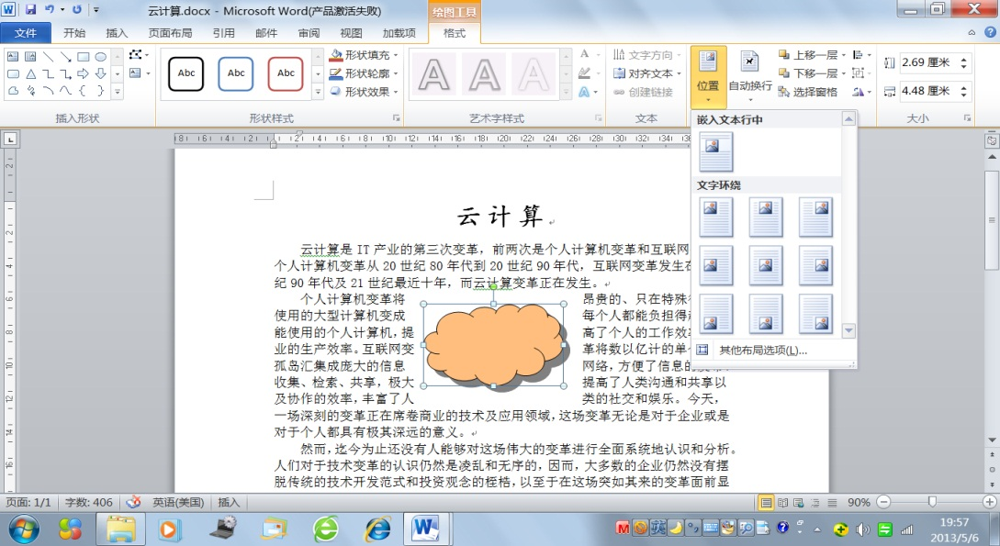 云计算.docx - Microsoft Word(产品激活失败)
绘图工具
文件 开始 插入 页面布局 引用 邮件 审阅 视图 加载项 格式
Abc Abc Abc
形状填充
形状轮廓
形状效果
A A A
文字方向
对齐文本
创建链接
位置
自动换行
上移一层
下移一层
选择窗格
2.69 厘米
4.48 厘米
插入形状 形状样式 艺术字样式 文本 大小
嵌入文本行中
文字环绕
其他布局选项(L)...
云计算
云计算是 IT 产业的第三次变革，前两次是个人计算机变革和互联网
个人计算机变革从 20 世纪 80 年代到 20 世纪 90 年代，互联网变革发生在
纪 90 年代及 21 世纪最近十年，而云计算变革正在发生。
个人计算机变革将 昂贵的、只在特殊
使用的大型计算机变成 每个人都能负担得
能使用的个人计算机，提 高了个人的工作效
业的生产效率。互联网变 革将数以亿计的单
孤岛汇集成庞大的信息 网络，方便了信息的
收集、检索、共享，极大 提高了人类沟通和共享以
及协作的效率，丰富了人 类的社交和娱乐。今天，
一场深刻的变革正在席卷商业的技术及应用领域，这场变革无论是对于企业或是
对于个人都具有极其深远的意义。
然而，迄今为止还没有人能够对这场伟大的变革进行全面系统地认识和分析。
人们对于技术变革的认识仍然是凌乱和无序的，因而，大多数的企业仍然没有摆
脱传统的技术开发范式和投资观念的桎梏，以至于在这场突如其来的变革面前显
页面: 1/1 字数: 406 英语(美国) 插入 90%
19:57
2013/5/6